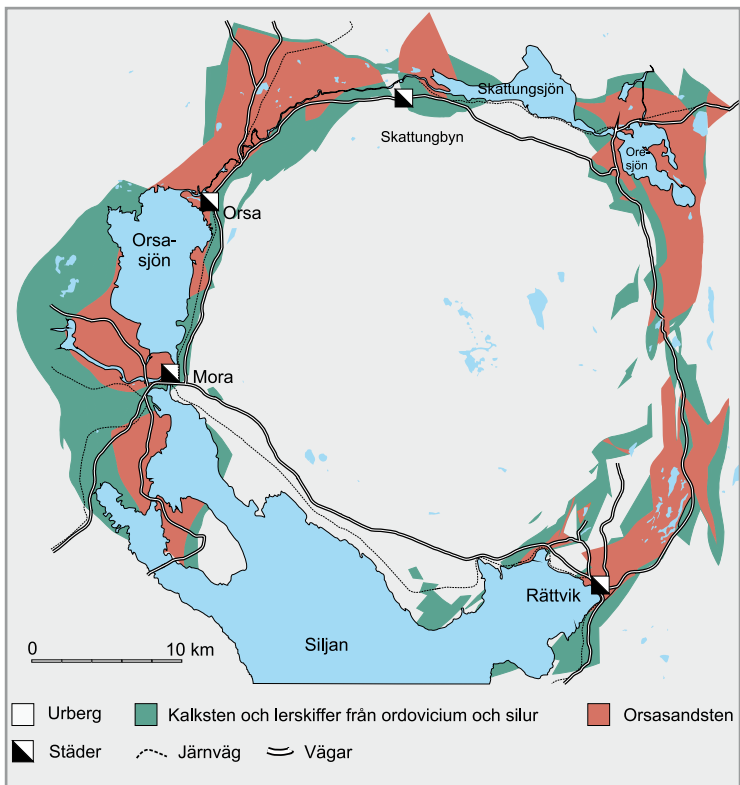 Skattungsjön
Skattungbyn
Ore-
sjön
Orsa
Orsa-
sjön
Mora
Rättvik
Siljan
0 10 km
Urberg
Kalksten och lerskiffer från ordovicium och silur
Orsasandsten
Städer
Järnväg
Vägar